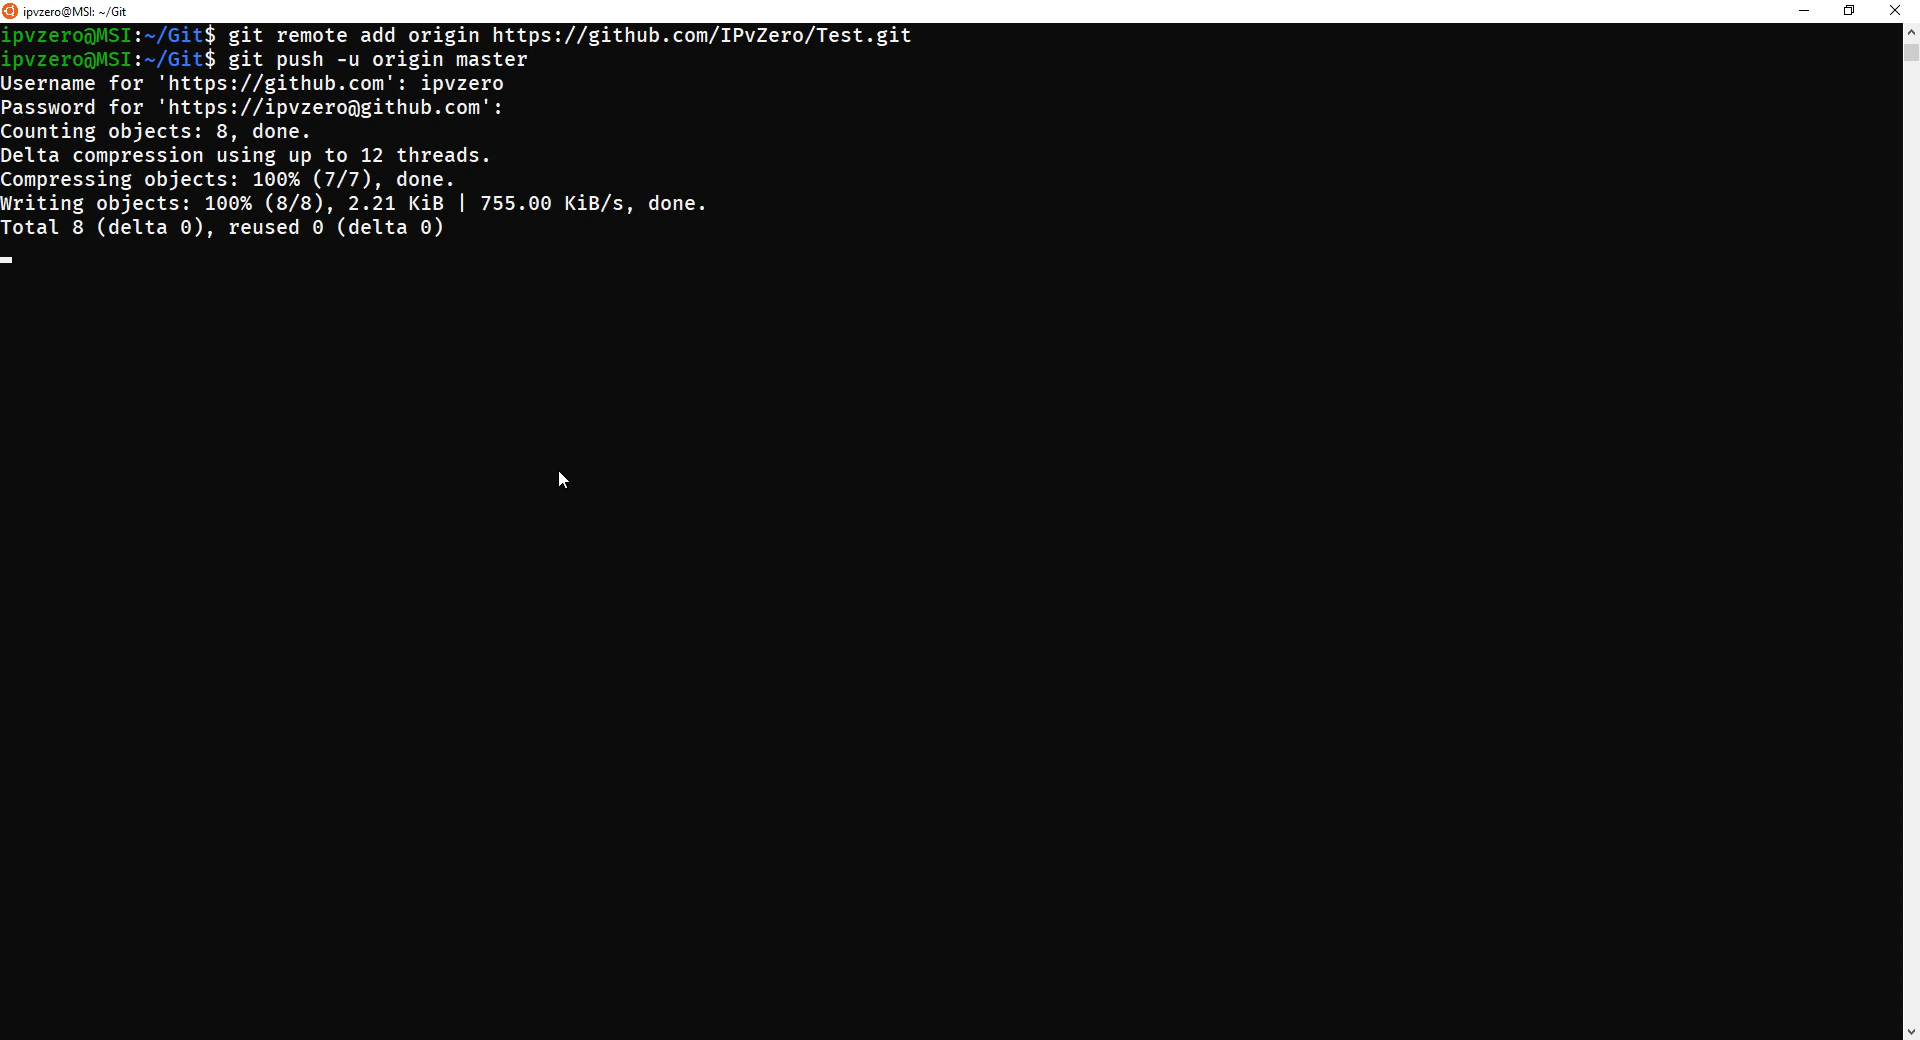 ipvzero@MSI: ~/Git
ipvzero@MSI:~/Git$ git remote add origin https://github.com/IPvZero/Test.git
ipvzero@MSI:~/Git$ git push -u origin master
Username for 'https://github.com': ipvzero
Password for 'https://ipvzero@github.com':
Counting objects: 8, done.
Delta compression using up to 12 threads.
Compressing objects: 100% (7/7), done.
Writing objects: 100% (8/8), 2.21 KiB | 755.00 KiB/s, done.
Total 8 (delta 0), reused 0 (delta 0)